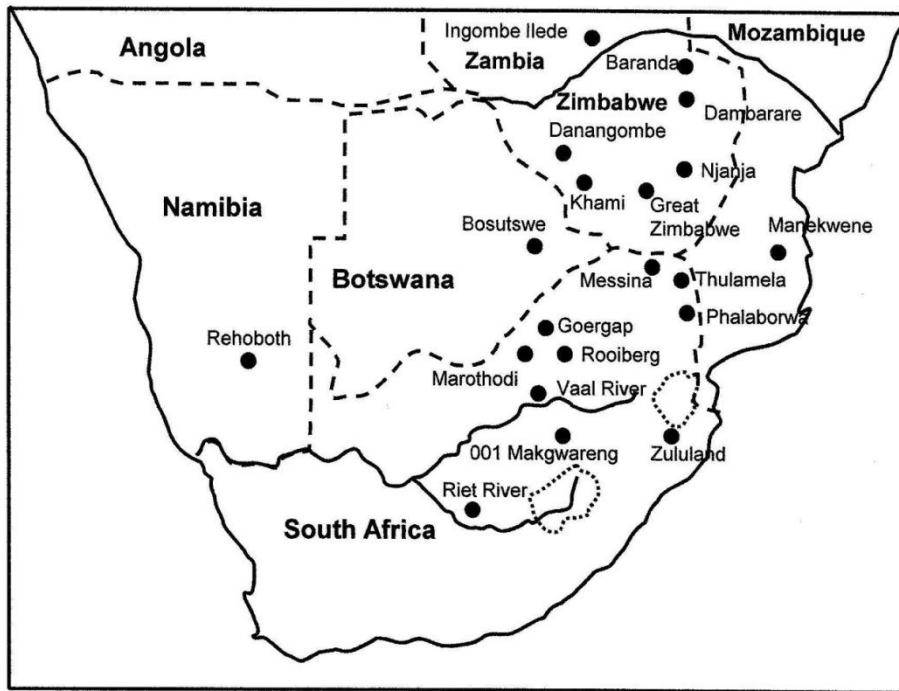 Ingombe Ilede
Mozambique
Angola
Zambia
Baranda
Zimbabwe
Dambarare
Danangombe
Njanja
Namibia
Khami
Great
Zimbabwe
Manekwene
Bosutswe
Botswana
Messina
Thulamela
Phalaborwa
Goergap
Rehoboth
Rooiberg
Marothodi
Vaal River
001 Makgwareng
Zululand
Riet River
South Africa